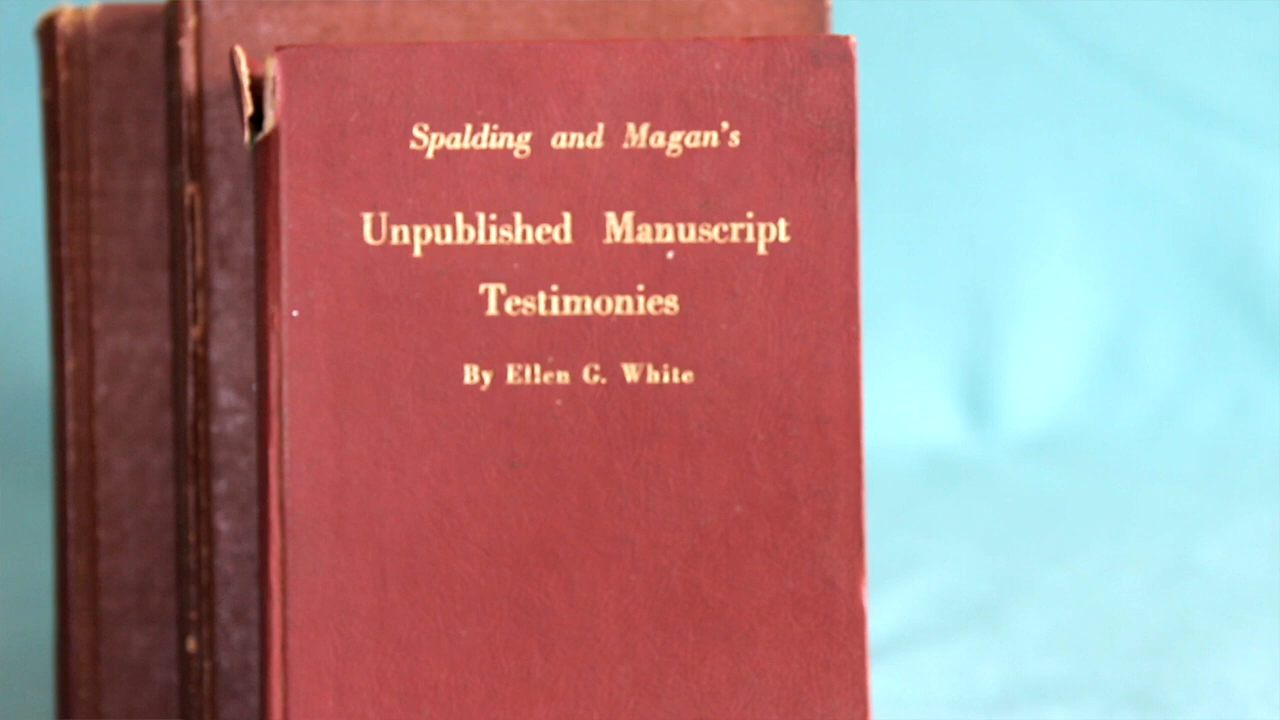 Spalding and Magan's
Unpublished Manuscript
Testimonies
By Ellen G. White